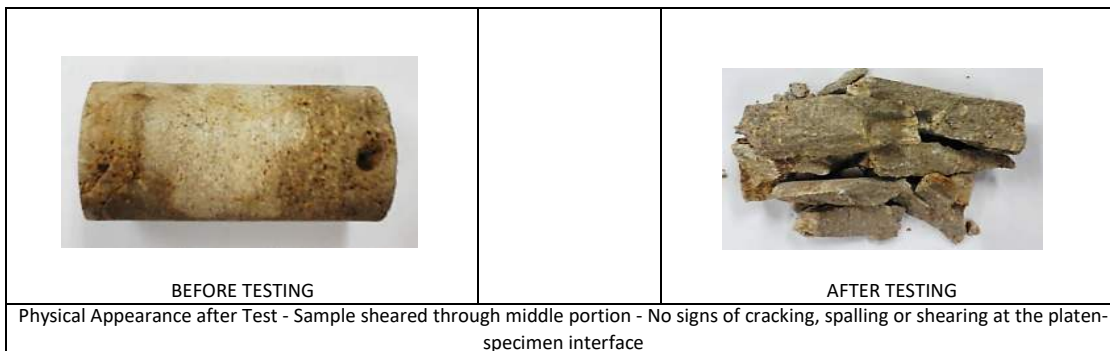 BEFORE TESTING
AFTER TESTING
Physical Appearance after Test - Sample sheared through middle portion - No signs of cracking, spalling or shearing at the platen-
specimen interface